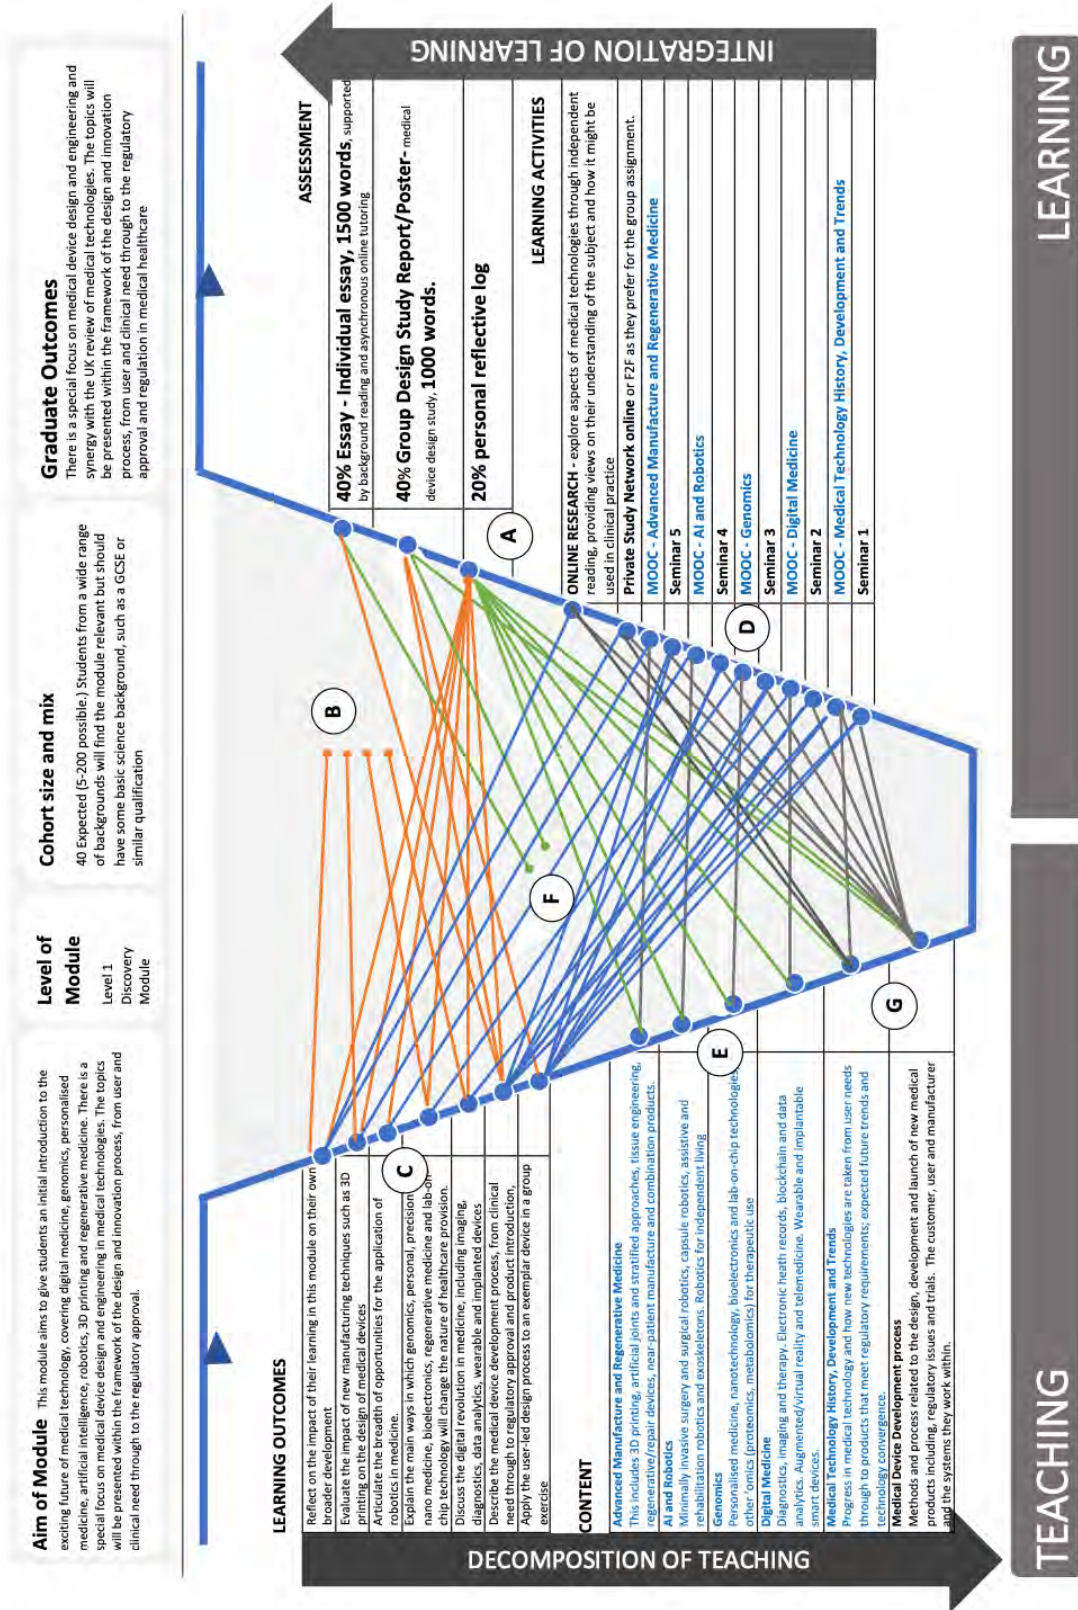 Aim of Module This module aims to give students an initial introduction to the
exciting future of medical technology, covering digital medicine, genomics, personalised
medicine, artificial intelligence, robotics, 3D printing and regenerative medicine. There is a
special focus on medical device design and engineering in medical technologies. The topics
will be presented within the framework of the design and innovation process, from user and
clinical need through to the regulatory approval.
Level of
Module
Level 1
Discovery
Module
Cohort size and mix
40 Expected (5-200 possible.) Students from a wide range
of backgrounds will find the module relevant but should
have some basic science background, such as a GCSE or
similar qualification
Graduate Outcomes
There is a special focus on medical device design and engineering and
synergy with the UK review of medical technologies. The topics will
be presented within the framework of the design and innovation
process, from user and clinical need through to the regulatory
approval and regulation in medical healthcare
LEARNING OUTCOMES
Reflect on the impact of their learning in this module on their own
broader development
Evaluate the impact of new manufacturing techniques such as 3D
printing on the design of medical devices
Articulate the breadth of opportunities for the application of
robotics in medicine.
Explain the main ways in which genomics, personal, precision
nano medicine, bioelectronics, regenerative medicine and lab-on-
chip technology will change the nature of healthcare provision.
Discuss the digital revolution in medicine, including imaging,
diagnostics, data analytics, wearable and implanted devices
Describe the medical device development process, from clinical
need through to regulatory approval and product introduction,
Apply the user-led design process to an exemplar device in a group
exercise
CONTENT
Advanced Manufacture and Regenerative Medicine
This includes 3D printing, artificial joints and stratified approaches, tissue engineering,
regenerative/repair devices, near-patient manufacture and combination products.
AI and Robotics
Minimally invasive surgery and surgical robotics, capsule robotics, assistive and
rehabilitation robotics and exoskeletons. Robotics for independent living
Genomics
Personalised medicine, nanotechnology, bioelectronics and lab-on-chip technologies
other 'omics (proteomics, metabolomics) for therapeutic use
Digital Medicine
Diagnostics, imaging and therapy. Electronic heath records, blockchain and data
analytics. Augmented/virtual reality and telemedicine. Wearable and implantable
smart devices.
Medical Technology History, Development and Trends
Progress in medical technology and how new technologies are taken from user needs
through to products that meet regulatory requirements; expected future trends and
technology convergence.
Medical Device Development process
Methods and process related to the design, development and launch of new medical
products including, regulatory issues and trials. The customer, user and manufacturer
and the systems they work within.
DECOMPOSITION OF TEACHING
TEACHING
A
B
C
D
E
F
G
ASSESSMENT
40% Essay - Individual essay, 1500 words, supported
by background reading and asynchronous online tutoring
40% Group Design Study Report/Poster- medical
device design study, 1000 words.
20% personal reflective log
LEARNING ACTIVITIES
ONLINE RESEARCH - explore aspects of medical technologies through independent
reading, providing views on their understanding of the subject and how it might be
used in clinical practice
Private Study Network online or F2F as they prefer for the group assignment.
MOOC - Advanced Manufacture and Regenerative Medicine
Seminar 5
MOOC - AI and Robotics
Seminar 4
MOOC - Genomics
Seminar 3
MOOC - Digital Medicine
Seminar 2
MOOC - Medical Technology History, Development and Trends
Seminar 1
INTEGRATION OF LEARNING
LEARNING